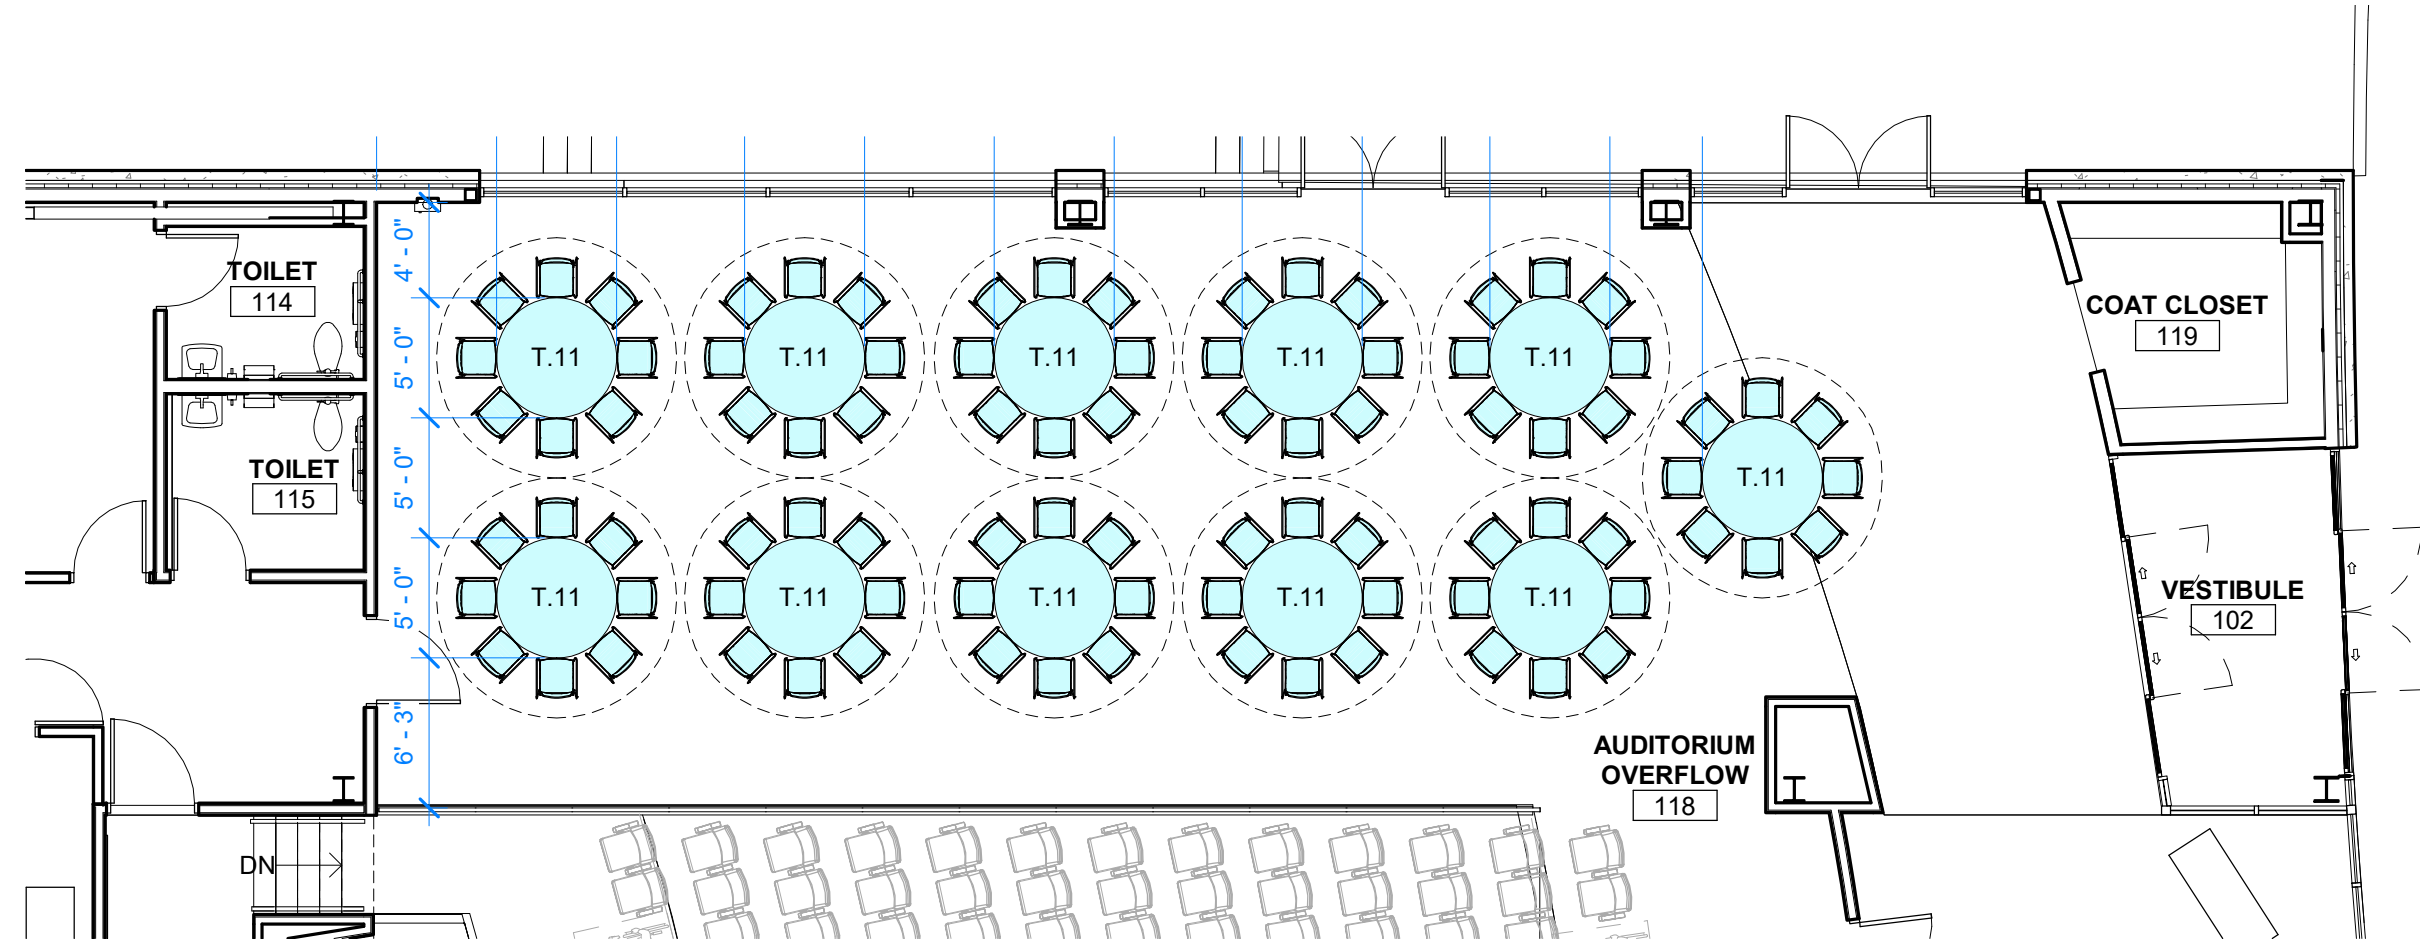 4' - 0"
5' - 0"
5' - 0"
5' - 0"
6' - 3"
TOILET
114
TOILET
115
T.11
T.11
T.11
T.11
T.11
T.11
T.11
T.11
T.11
T.11
T.11
COAT CLOSET
119
VESTIBULE
102
AUDITORIUM
OVERFLOW
118
DN